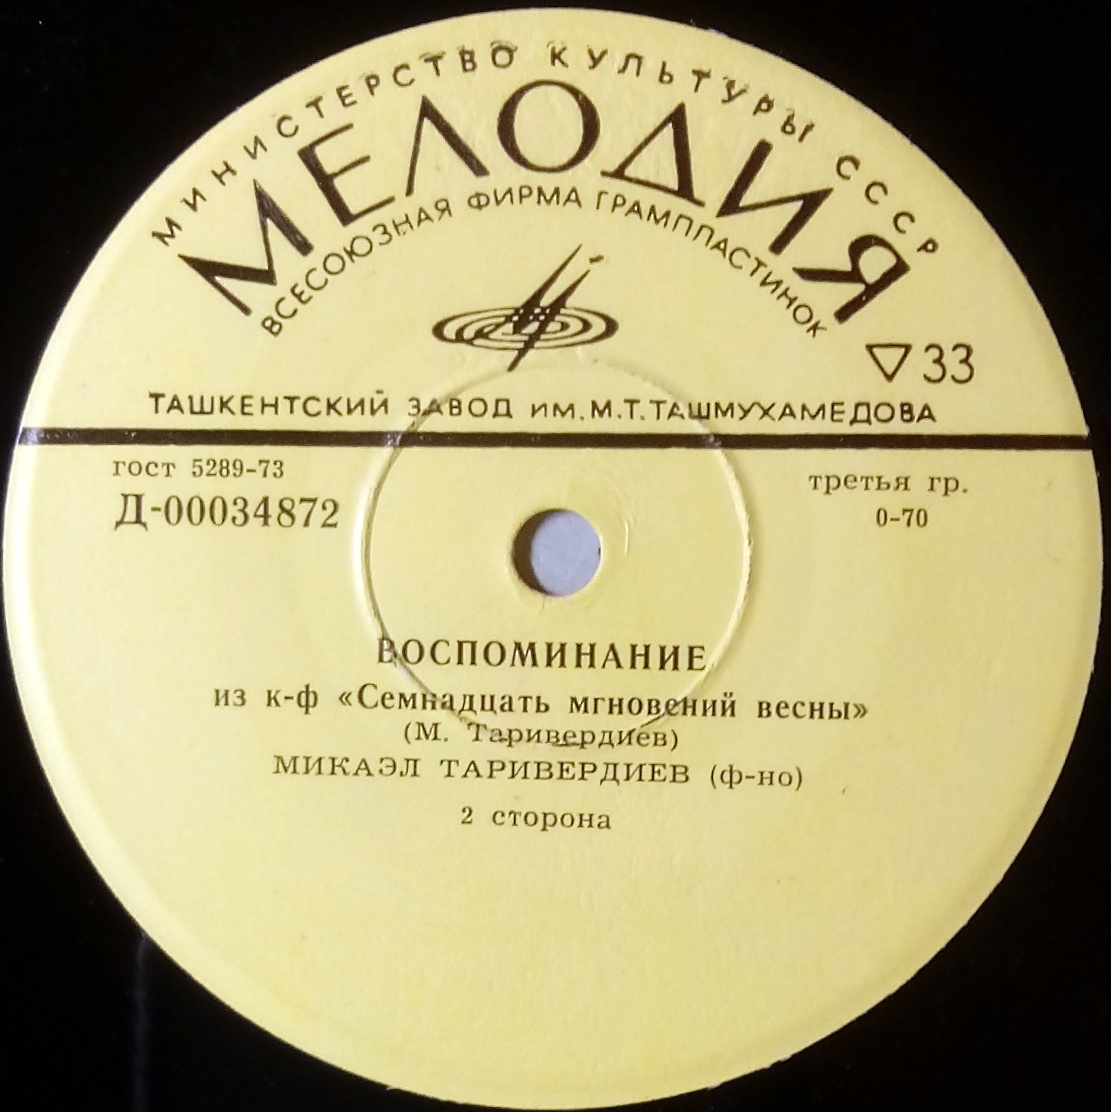 МИНИСТЕРСТВО КУЛЬТУРЫ СССР
МЕЛОДИЯ
ВСЕСОЮЗНАЯ ФИРМА ГРАМПЛАСТИНОК
33
ТАШКЕНТСКИЙ ЗАВОД ИМ. М.Т. ТАШМУХАМЕДОВА
гост 5289-73
третья гр.
Д-00034872
0-70
ВОСПОМИНАНИЕ
из к-ф «Семнадцать мгновений весны»
(М. Таривердиев)
МИКАЭЛ ТАРИВЕРДИЕВ (ф-но)
2 сторона